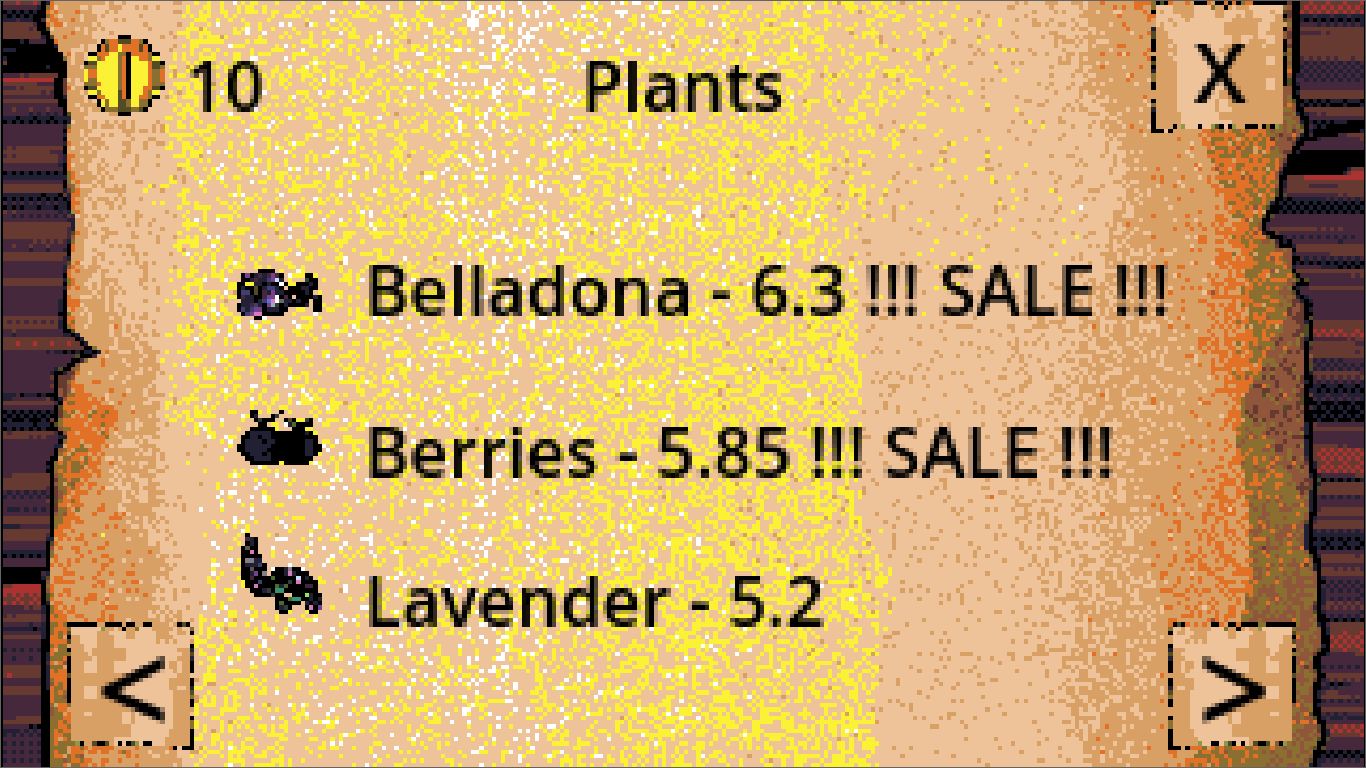 10 Plants X
Belladona - 6.3 !!! SALE !!!
Berries - 5.85 !!! SALE !!!
Lavender - 5.2
< >